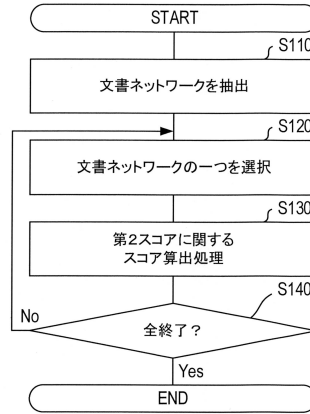 START
S110
文書ネットワークを抽出
S120
文書ネットワークの一つを選択
S130
第2スコアに関する
スコア算出処理
S140
No
全終了？
Yes
END